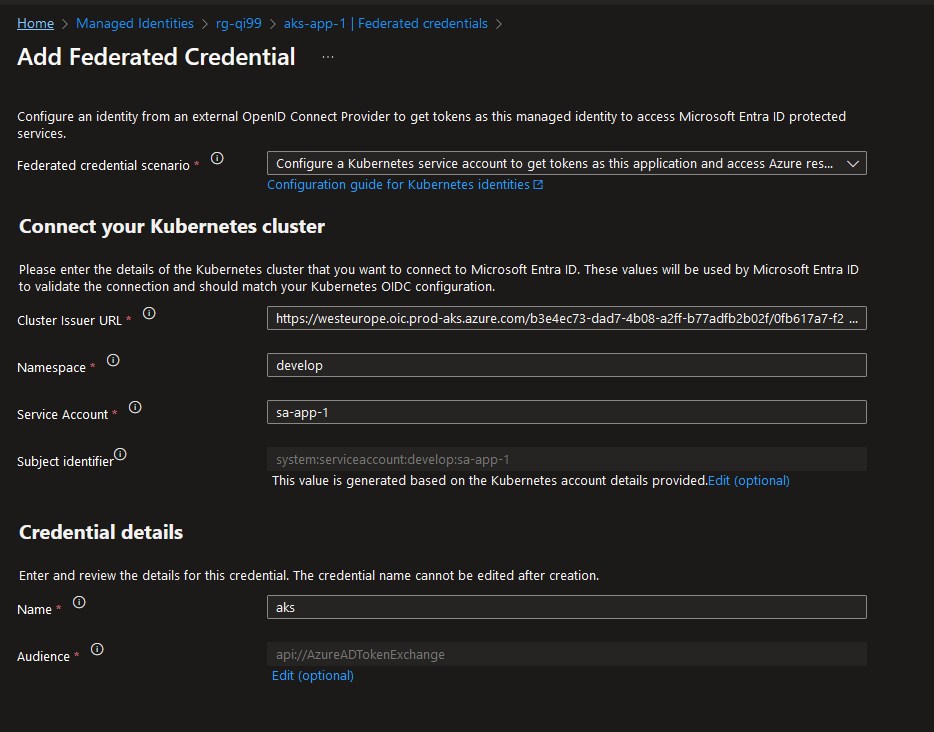 Home > Managed Identities > rg-qi99 > aks-app-1 | Federated credentials >
Add Federated Credential ...
Configure an identity from an external OpenID Connect Provider to get tokens as this managed identity to access Microsoft Entra ID protected
services.
Federated credential scenario * Configure a Kubernetes service account to get tokens as this application and access Azure res...
Configuration guide for Kubernetes identities
Connect your Kubernetes cluster
Please enter the details of the Kubernetes cluster that you want to connect to Microsoft Entra ID. These values will be used by Microsoft Entra ID
to validate the connection and should match your Kubernetes OIDC configuration.
Cluster Issuer URL * https://westeurope.oic.prod-aks.azure.com/b3e4ec73-dad7-4b08-a2ff-b77adfb2b02f/0fb617a7-f2 ...
Namespace * develop
Service Account * sa-app-1
Subject identifier system:serviceaccount:develop:sa-app-1
This value is generated based on the Kubernetes account details provided.Edit (optional)
Credential details
Enter and review the details for this credential. The credential name cannot be edited after creation.
Name * aks
Audience * api://AzureADTokenExchange
Edit (optional)